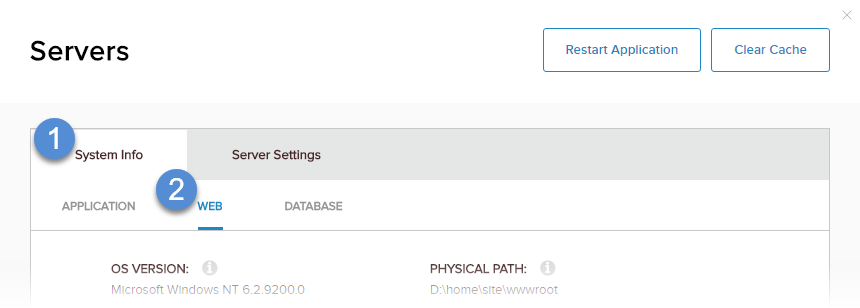 Servers
Restart Application
Clear Cache
1
System Info
Server Settings
APPLICATION
2
WEB
DATABASE
OS VERSION:
PHYSICAL PATH:
Microsoft Windows NT 6.2.9200.0
D:\home\site\wwwroot